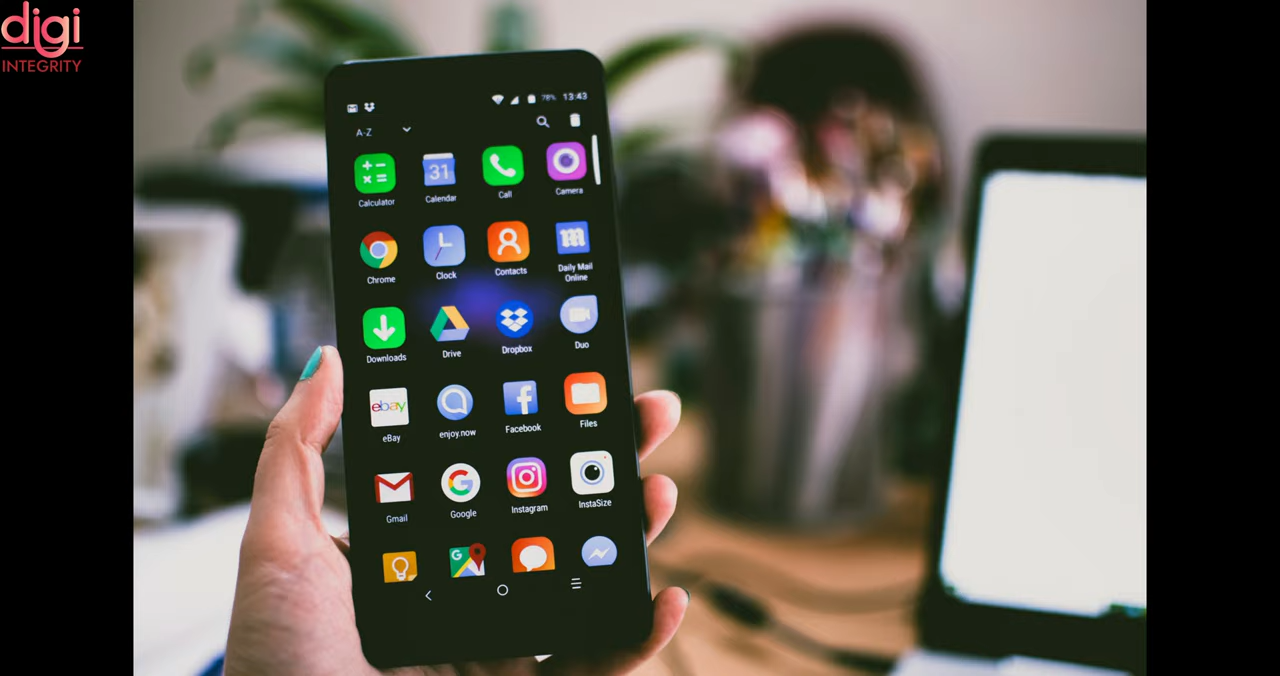 digi
INTEGRITY
78% 13:43
A-Z
Calculator
Calendar
Call
Camera
31
Chrome
Clock
Contacts
Daily Mail
Online
Downloads
Drive
Dropbox
Duo
ebay
eBay
enjoy.now
Facebook
Files
Gmail
Google
Instagram
InstaSize
G